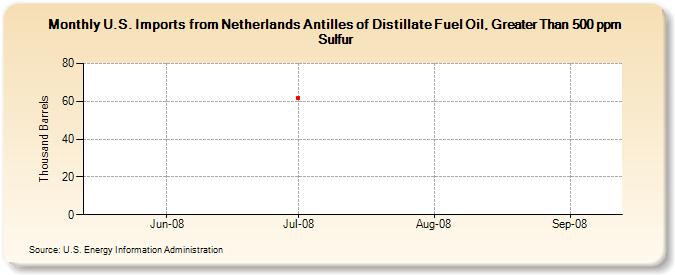 Monthly U.S. Imports from Netherlands Antilles of Distillate Fuel Oil, Greater Than 500 ppm
Sulfur
Thousand Barrels
80
60
40
20
0
Jun-08 Jul-08 Aug-08 Sep-08
Source: U.S. Energy Information Administration